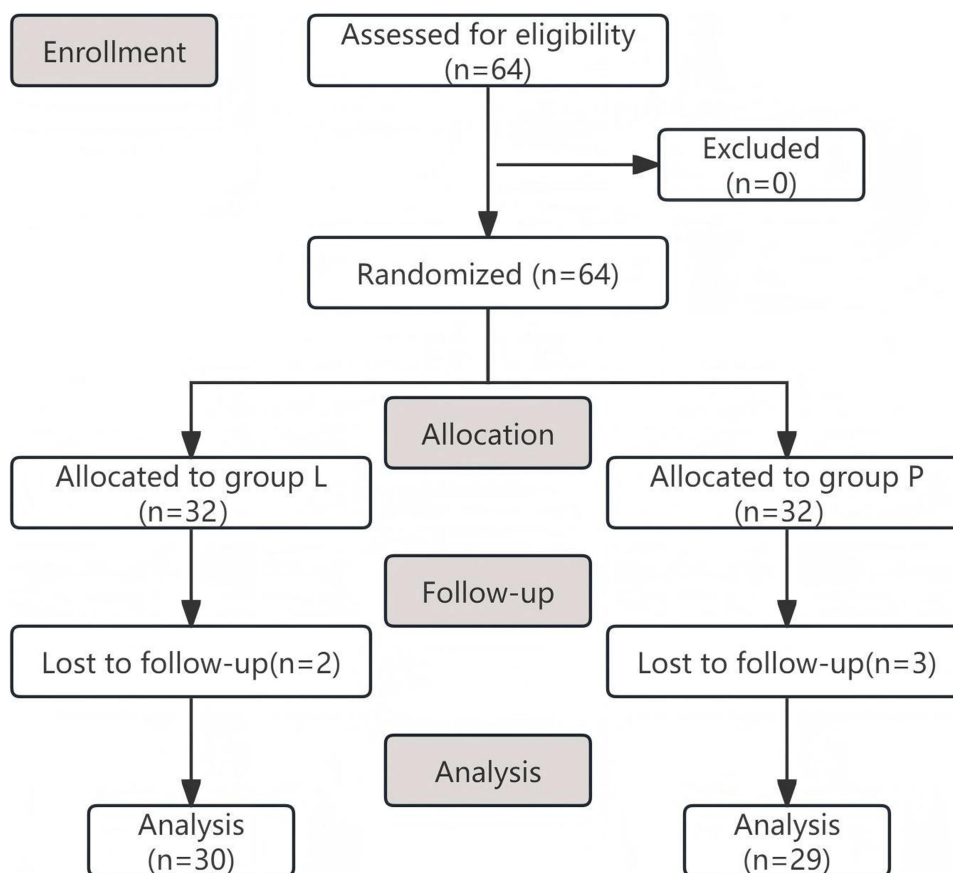 Enrollment
Assessed for eligibility
(n=64)
Excluded
(n=0)
Randomized (n=64)
Allocation
Allocated to group L
(n=32)
Allocated to group P
(n=32)
Follow-up
Lost to follow-up(n=2)
Lost to follow-up(n=3)
Analysis
Analysis
(n=30)
Analysis
(n=29)